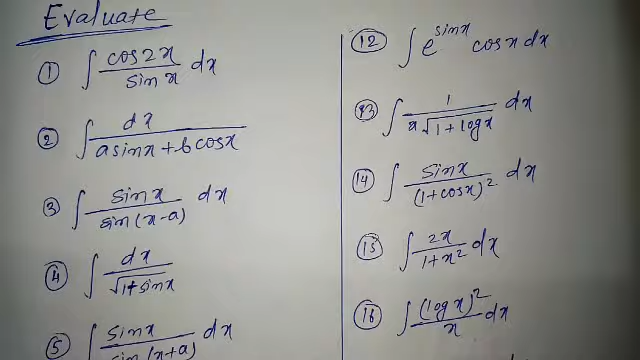 Evaluate
① ∫ cos2x / sin x dx
② ∫ dx / a sinx + b cosx
③ ∫ sinx / sin(x-a) dx
④ ∫ dx / √1+sinx
⑤ ∫ sinx / sin(x+a) dx
⑫ ∫ e^sinx cosx dx
⑬ ∫ 1 / x√1+logx dx
⑭ ∫ sinx / (1+cosx)² dx
⑮ ∫ 2x / 1+x² dx
⑯ ∫ (logx)² / x dx